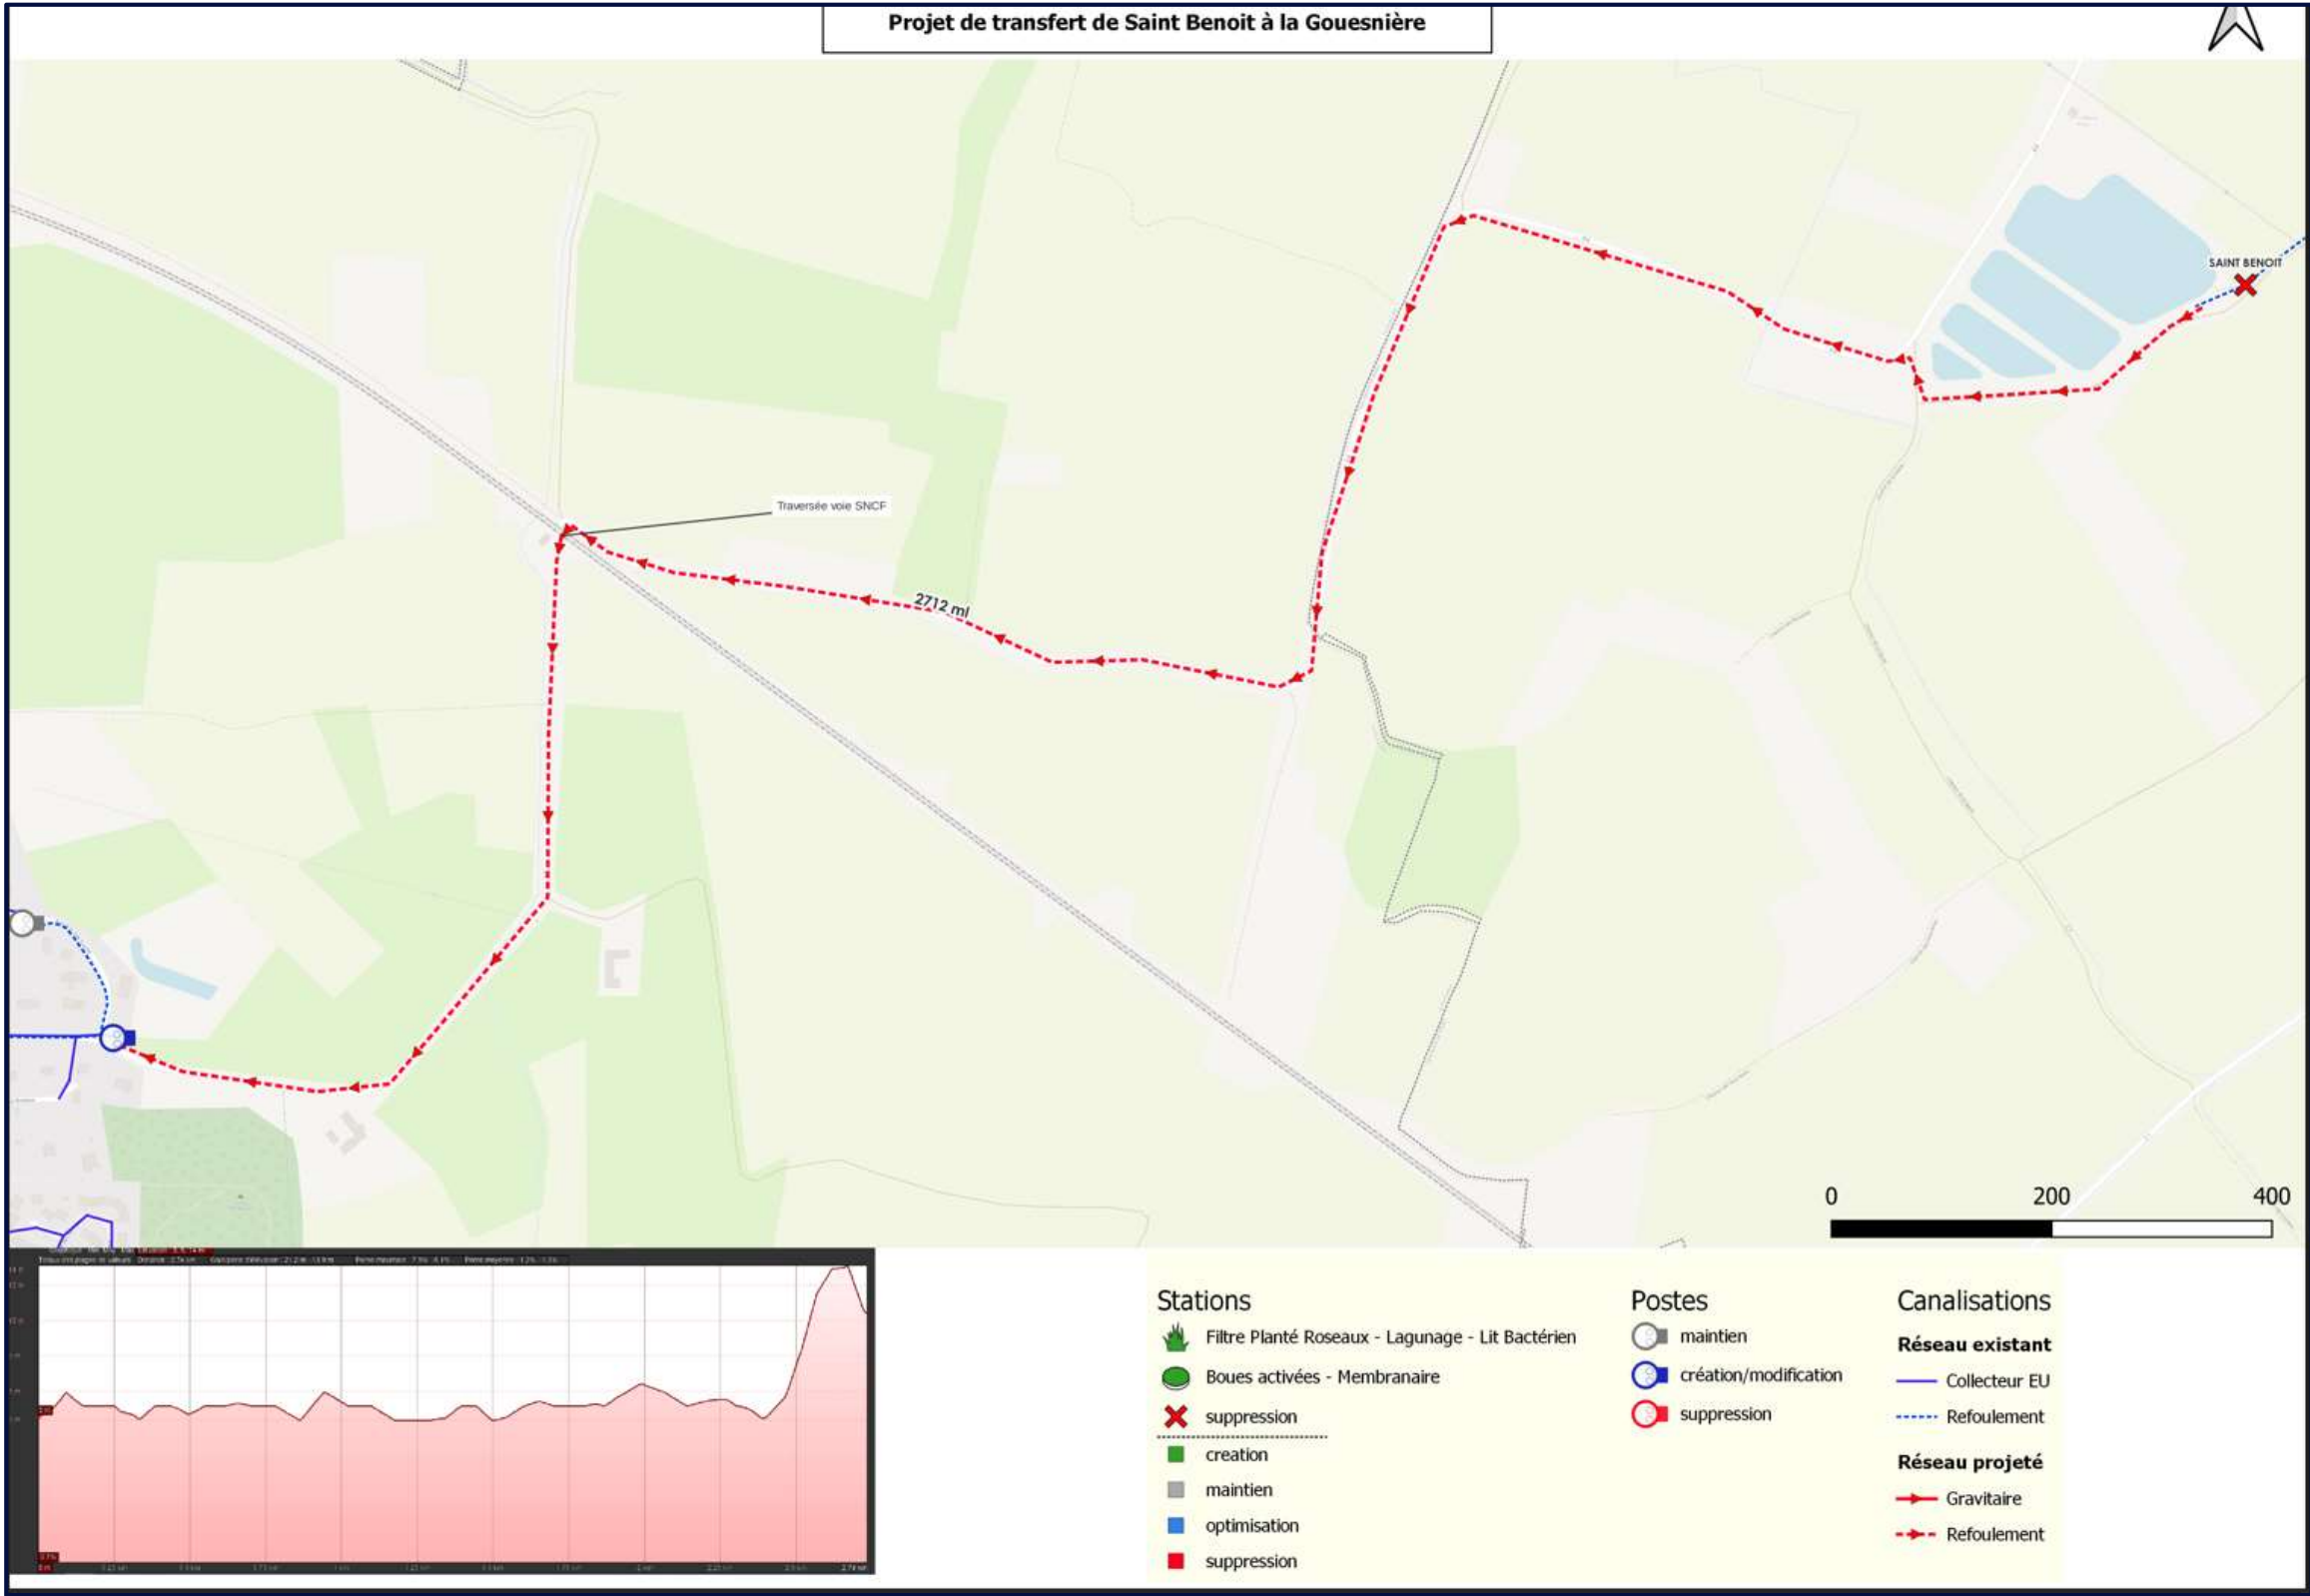 Projet de transfert de Saint Benoit à la Gouesnière
SAINT BENOIT
Traversée voie SNCF
2712 ml
0 200 400
Stations
Filtre Planté Roseaux - Lagunage - Lit Bactérien
Boues activées - Membranaire
suppression
creation
maintien
optimisation
suppression
Postes
maintien
création/modification
suppression
Canalisations
Réseau existant
Collecteur EU
Refoulement
Réseau projeté
Gravitaire
Refoulement